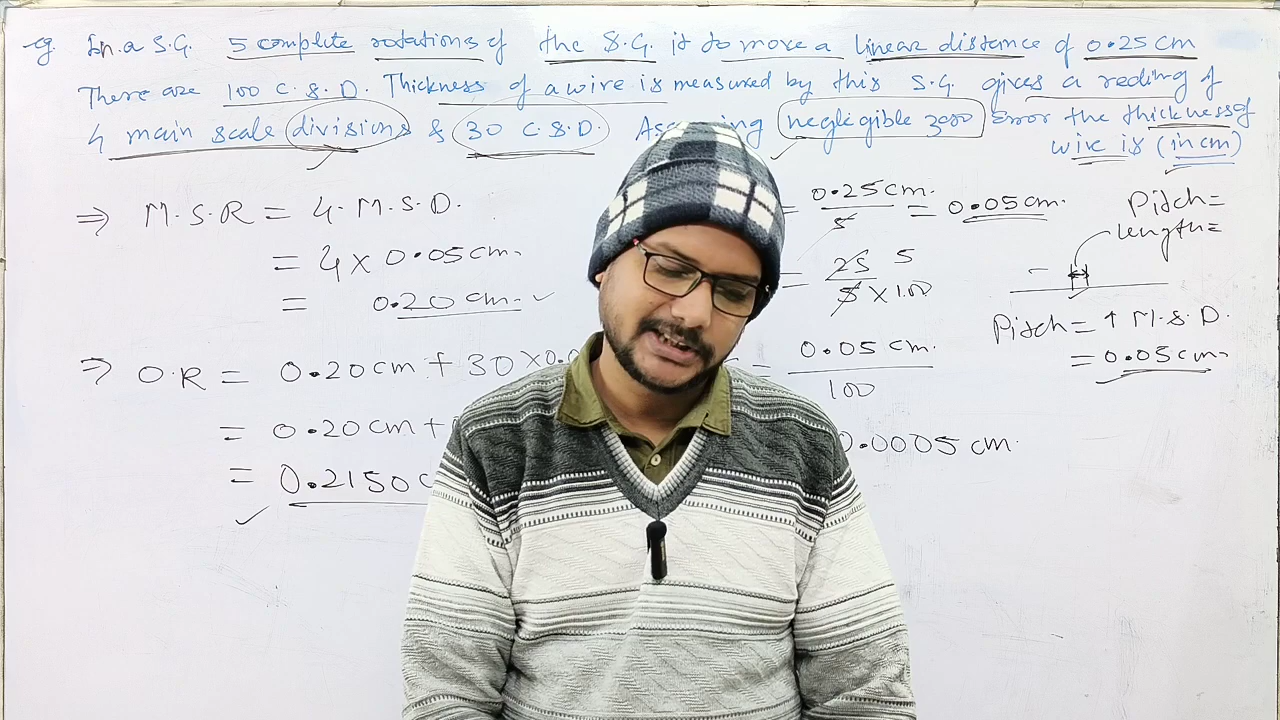 eg. In a S.G. 5 complete rotations of the S.G. it to move a linear distance of 0.25 cm
There are 100 C.S.D. Thickness of a wire is measured by this S.G. gives a reding of
4 main scale divisions & 30 C.S.D. negligible zero Error the thickness of
wire is (in cm)
⇒ M.S.R = 4 M.S.D.
= 4 x 0.05 cm.
= 0.20 cm. ✓
⇒ O.R = 0.20 cm + 30 x 0.0
= 0.20 cm +
= 0.2150 c
✓
= 0.25 cm. / 5 = 0.05 cm.
= 25 5 / 5 x 100
= 0.05 cm. / 100
0.0005 cm.
Pitch =
length =
Pitch = 1 M.S.D.
= 0.05 cm.